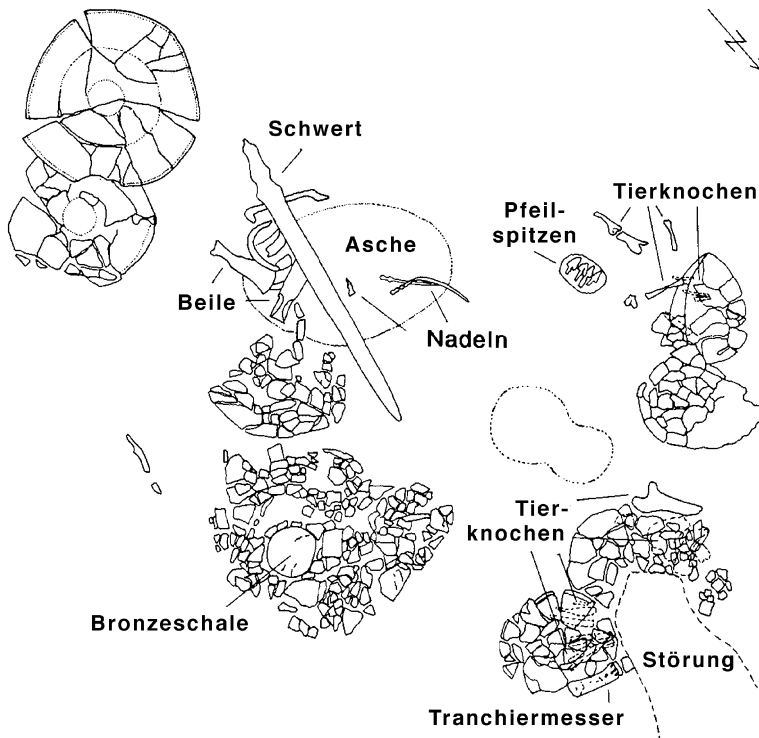 N
Schwert
Tierknochen
Pfeil-
spitzen
Asche
Beile
Nadeln
Tier-
knochen
Bronzeschale
Störung
Tranchiermesser